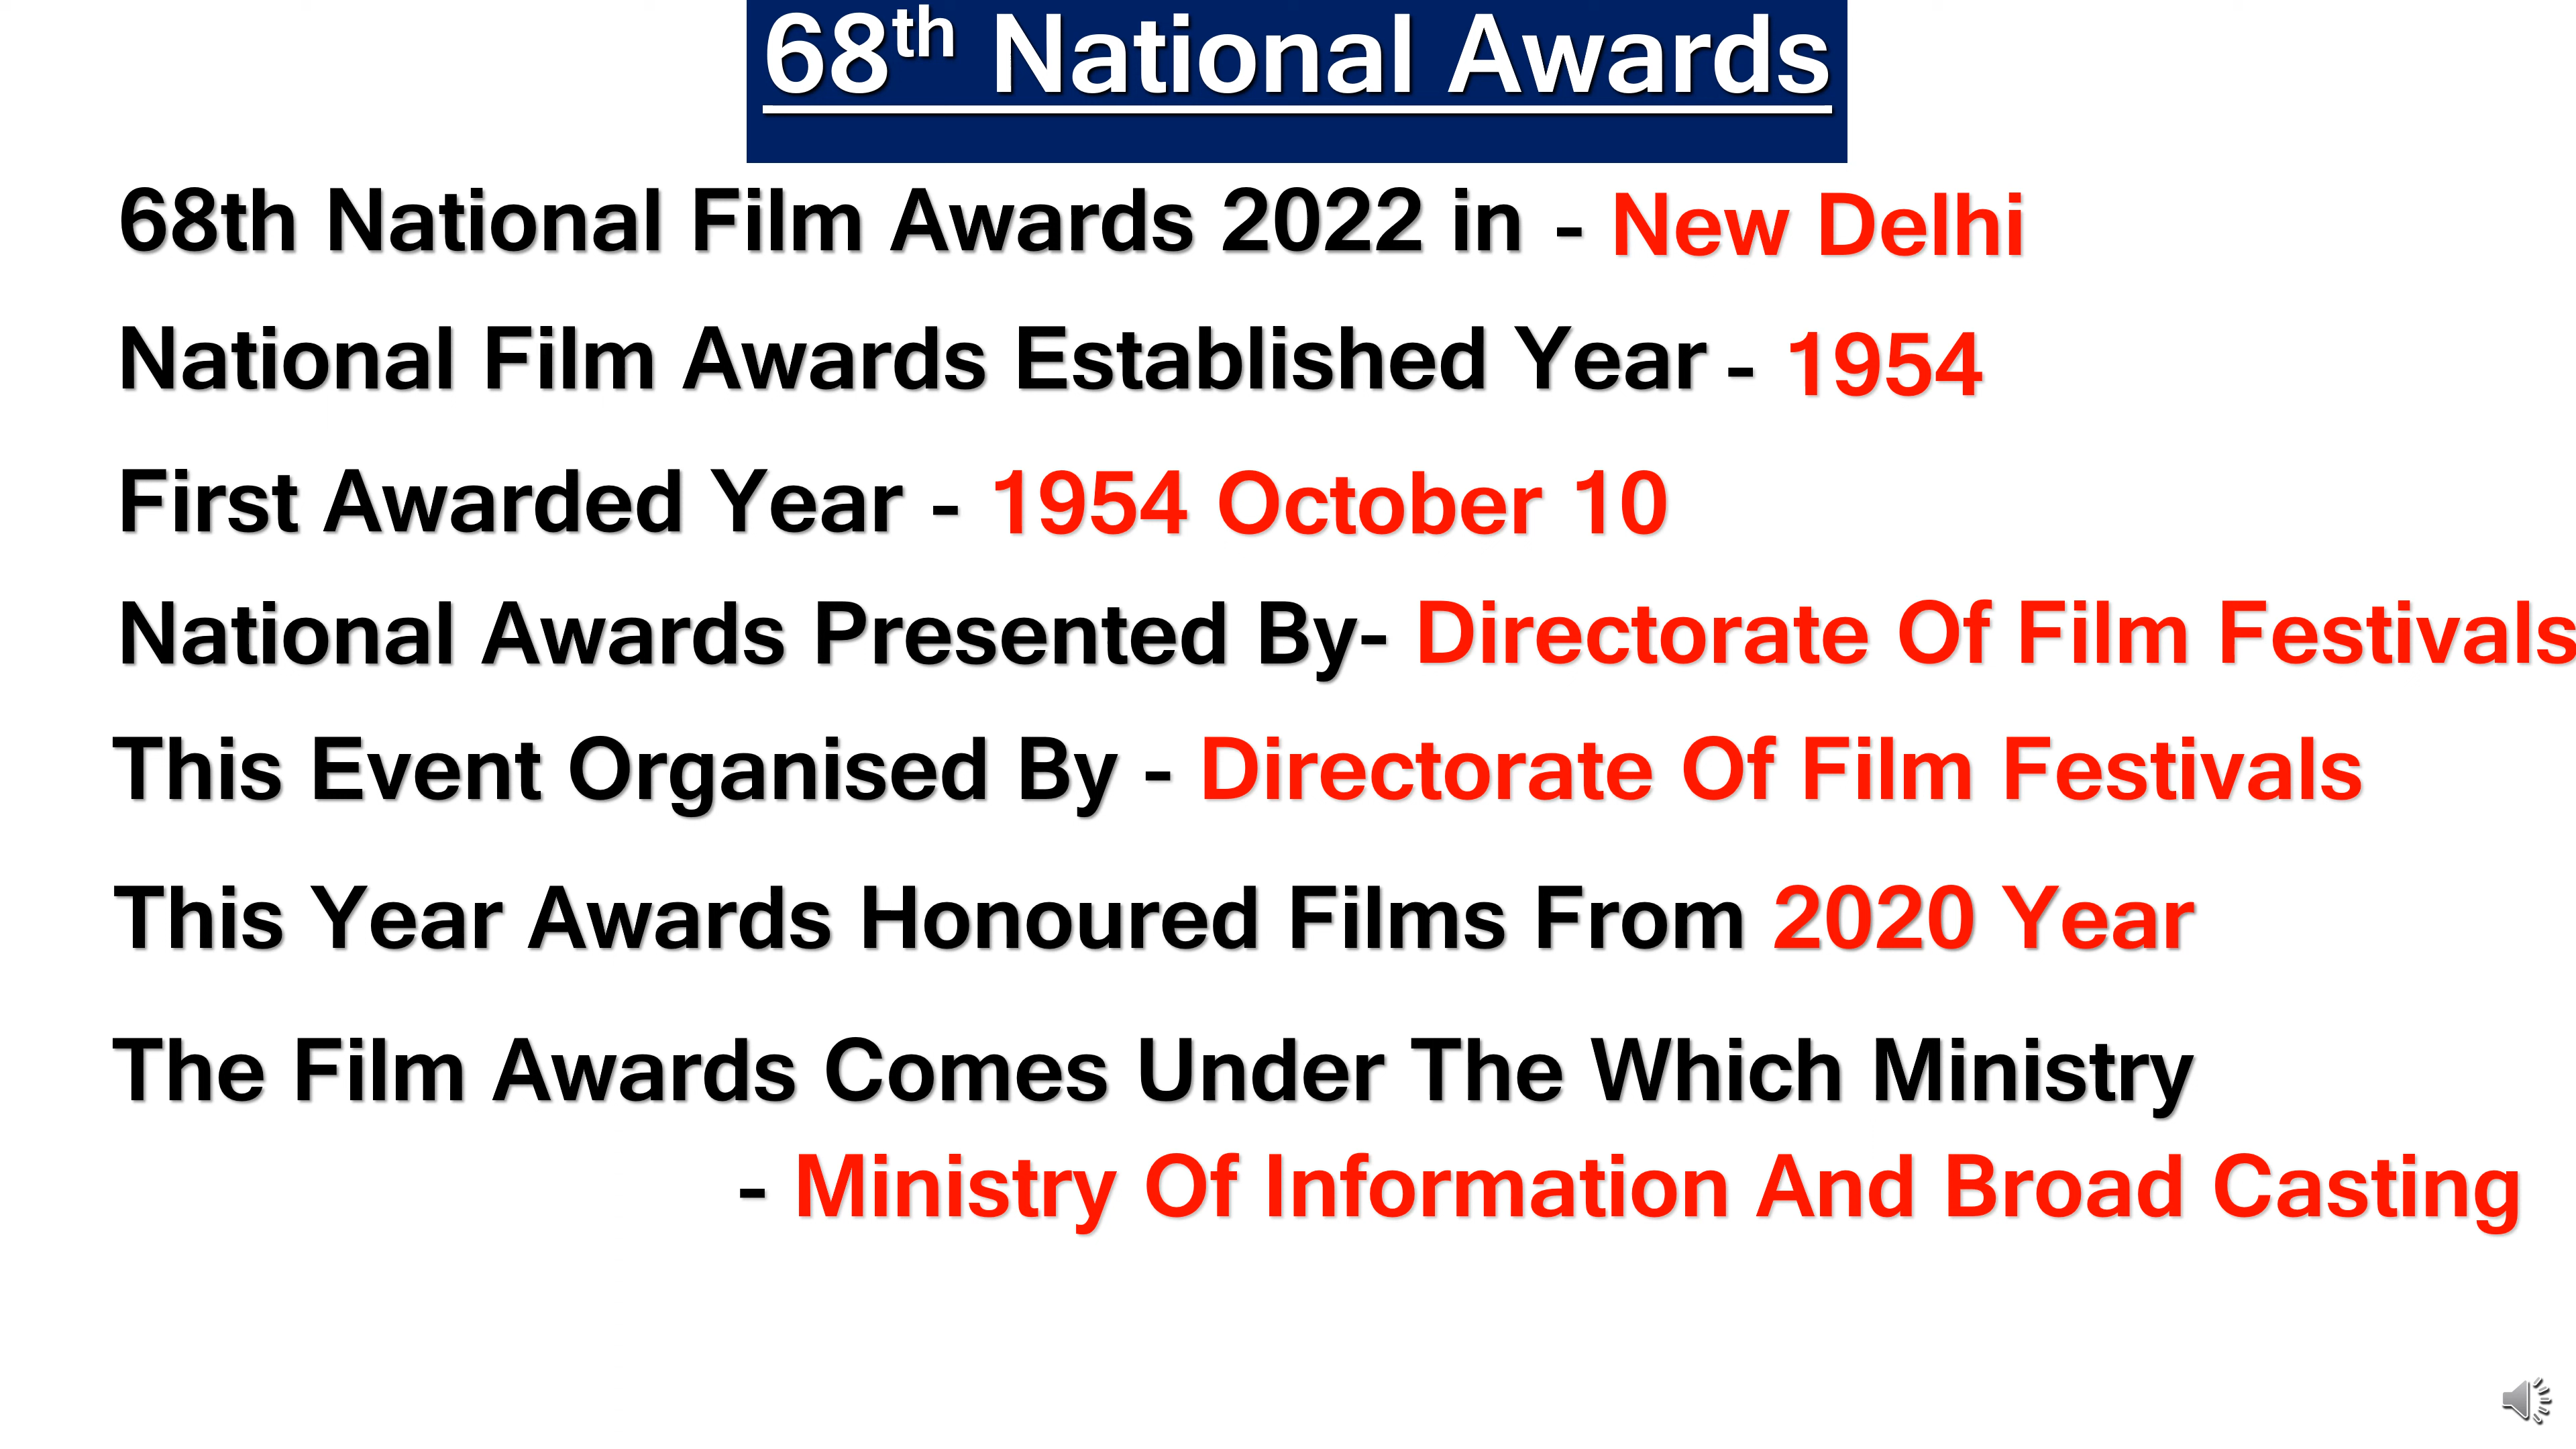 68th National Awards
68th National Film Awards 2022 in - New Delhi
National Film Awards Established Year - 1954
First Awarded Year - 1954 October 10
National Awards Presented By- Directorate Of Film Festivals
This Event Organised By - Directorate Of Film Festivals
This Year Awards Honoured Films From 2020 Year
The Film Awards Comes Under The Which Ministry
- Ministry Of Information And Broad Casting